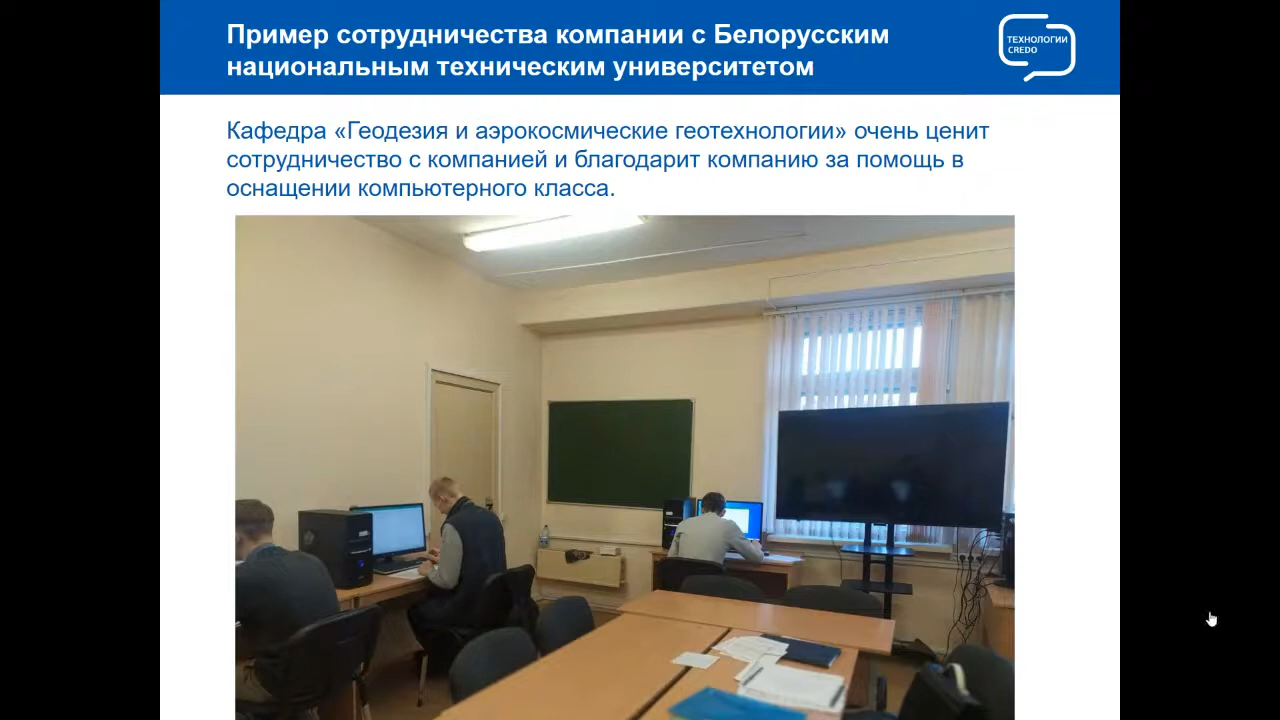 Пример сотрудничества компании с Белорусским
национальным техническим университетом
ТЕХНОЛОГИИ
CREDO
Кафедра «Геодезия и аэрокосмические геотехнологии» очень ценит
сотрудничество с компанией и благодарит компанию за помощь в
оснащении компьютерного класса.